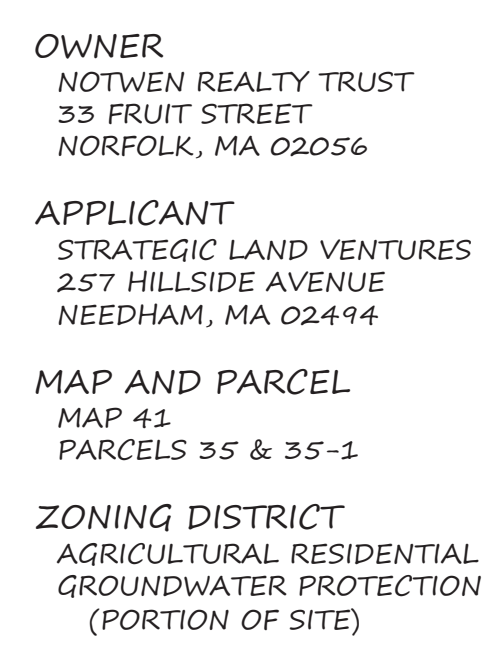 OWNER
NOTWEN REALTY TRUST
33 FRUIT STREET
NORFOLK, MA 02056
APPLICANT
STRATEGIC LAND VENTURES
257 HILLSIDE AVENUE
NEEDHAM, MA 02494
MAP AND PARCEL
MAP 41
PARCELS 35 & 35-1
ZONING DISTRICT
AGRICULTURAL RESIDENTIAL
GROUNDWATER PROTECTION
(PORTION OF SITE)